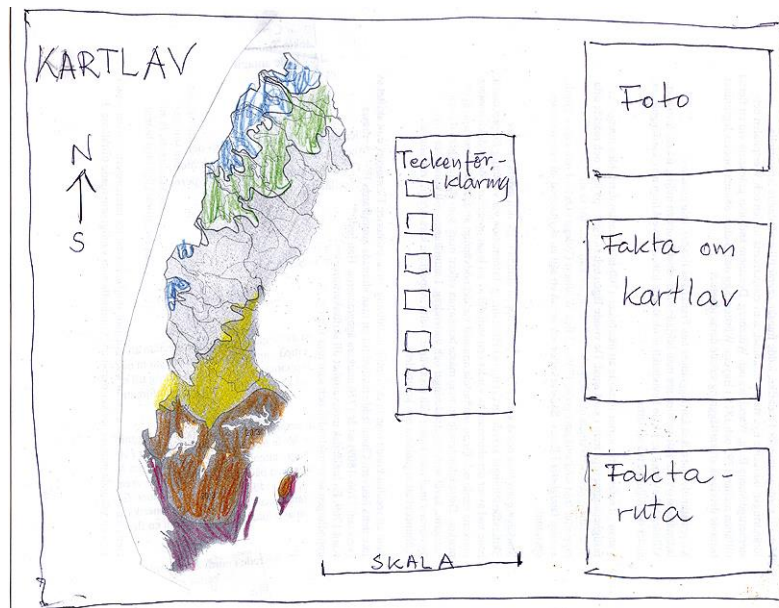 KARTLAV
N
S
Teckenför-
klaring
Foto
Fakta om
kartlav
Fakta-
ruta
SKALA